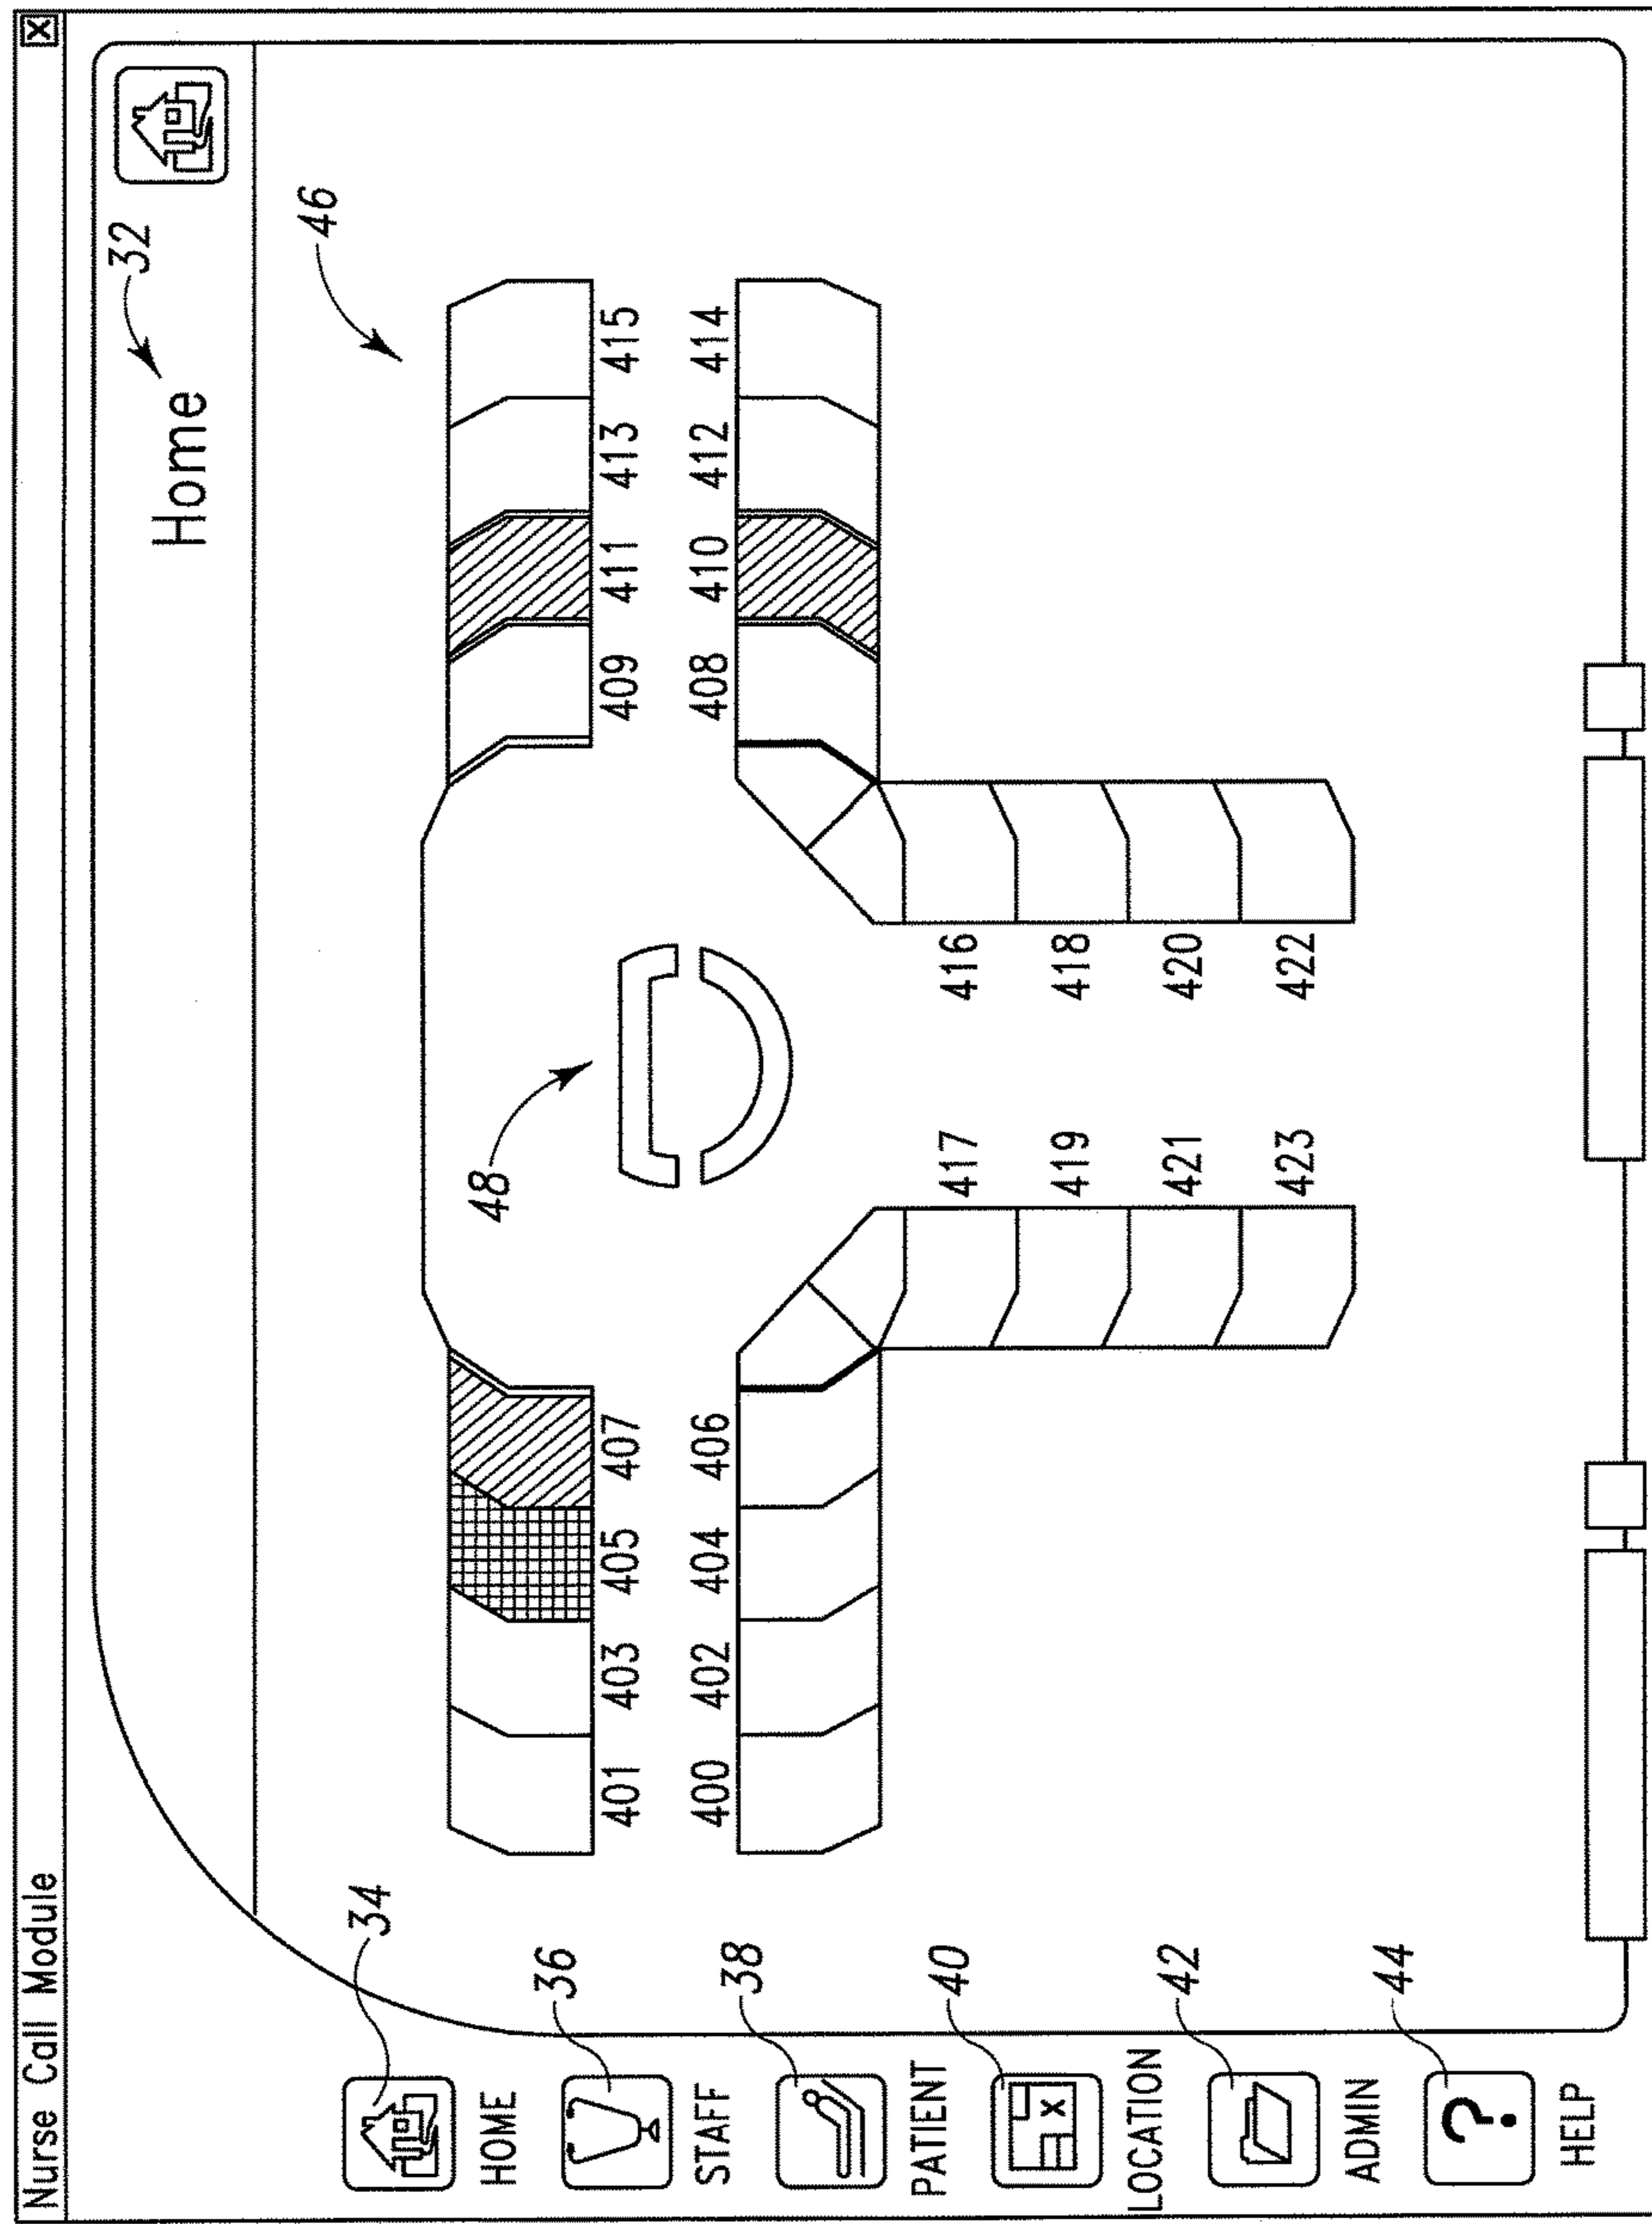 Nurse Call Module
X
Home
32
34
HOME
36
STAFF
38
PATIENT
40
X
LOCATION
42
ADMIN
44
?
HELP
46
48
401 403 405 407 409 411 413 415
400 402 404 406 408 410 412 414
417 416
419 418
421 420
423 422